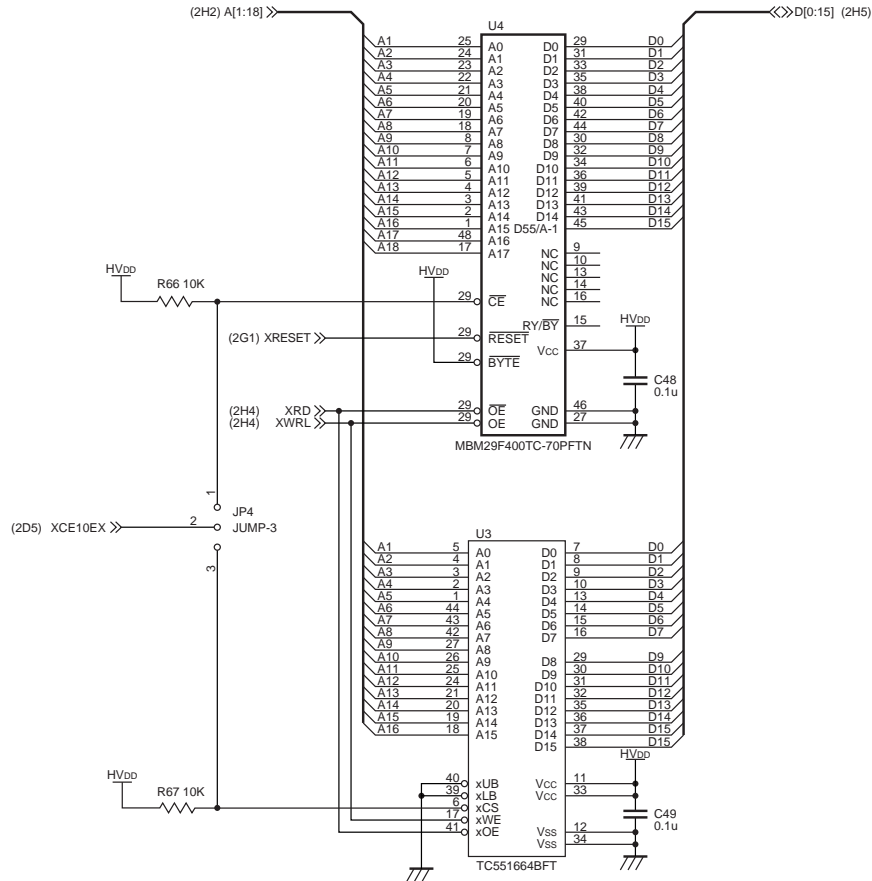 (2H2) A[1:18] D[0:15] (2H5)
U4
A1 25 A0 D0 29 D0
A2 24 A1 D1 31 D1
A3 23 A2 D2 33 D2
A4 22 A3 D3 35 D3
A5 21 A4 D4 38 D4
A6 20 A5 D5 40 D5
A7 19 A6 D6 42 D6
A8 18 A7 D7 44 D7
A9 8 A8 D8 30 D8
A10 7 A9 D9 32 D9
A11 6 A10 D10 34 D10
A12 5 A11 D11 36 D11
A13 4 A12 D12 39 D12
A14 3 A13 D13 41 D13
A15 2 A14 D14 43 D14
A16 1 A15 D55/A-1 45 D15
A17 48 A16
A18 17 A17
NC 9
NC 10
NC 13
NC 14
NC 16
HVDD
HVDD
R66 10K
29 CE
RY/BY 15
HVDD
(2G1) XRESET 29 RESET
VCC 37
29 BYTE
C48
0.1u
(2H4) XRD 29 OE GND 46
(2H4) XWRL 29 OE GND 27
MBM29F400TC-70PFTN
1
JP4
(2D5) XCE10EX 2 JUMP-3
3
U3
A1 5 A0 D0 7 D0
A2 4 A1 D1 8 D1
A3 3 A2 D2 9 D2
A4 2 A3 D3 10 D3
A5 1 A4 D4 13 D4
A6 44 A5 D5 14 D5
A7 43 A6 D6 15 D6
A8 42 A7 D7 16 D7
A9 27 A8
A10 26 A9 D8 29 D9
A11 25 A10 D9 30 D10
A12 24 A11 D10 31 D11
A13 21 A12 D11 32 D12
A14 20 A13 D12 35 D13
A15 19 A14 D13 36 D14
A16 18 A15 D14 37 D15
D15 38 D15
HVDD
HVDD
R67 10K
40 xUB VCC 11
39 xLB VCC 33
6 xCS
17 xWE
41 xOE
C49
0.1u
VSS 12
VSS 34
TC551664BFT